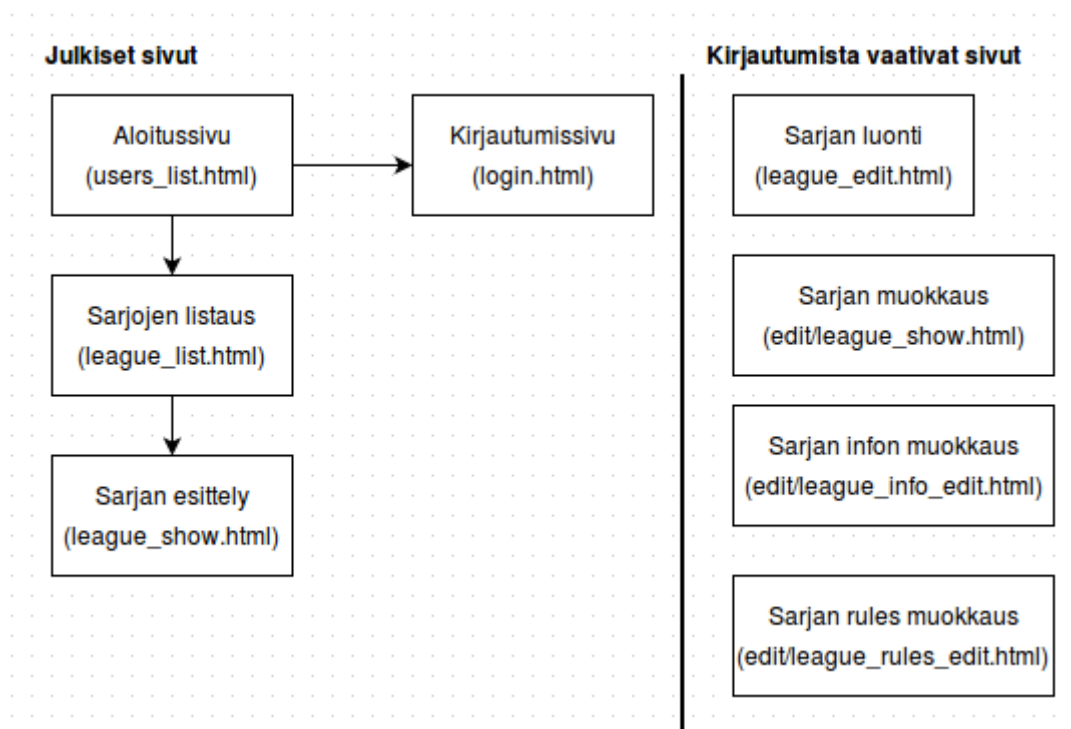 Julkiset sivut
Aloitussivu
(users_list.html)
Kirjautumissivu
(login.html)
Sarjojen listaus
(league_list.html)
Sarjan esittely
(league_show.html)
Kirjautumista vaativat sivut
Sarjan luonti
(league_edit.html)
Sarjan muokkaus
(edit/league_show.html)
Sarjan infon muokkaus
(edit/league_info_edit.html)
Sarjan rules muokkaus
(edit/league_rules_edit.html)